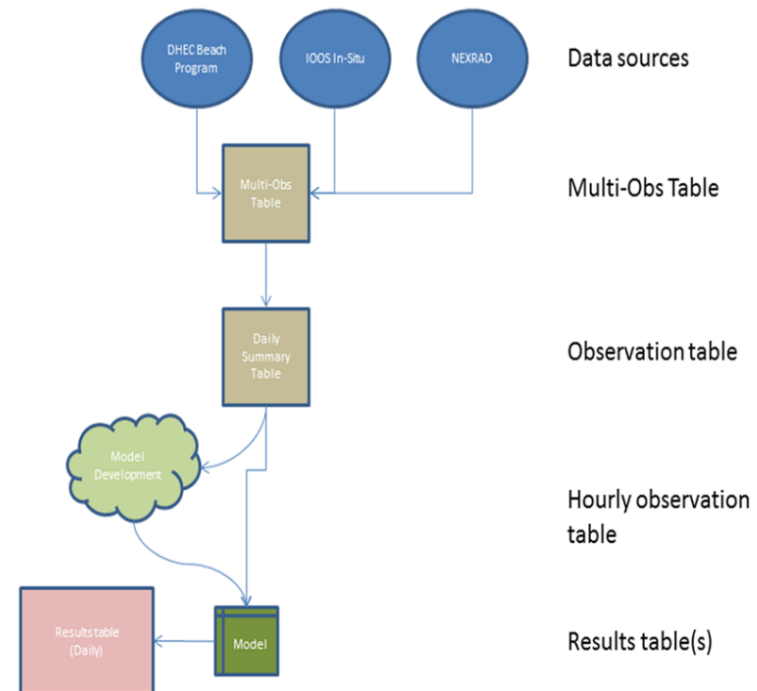 DHEC Beach
Program
IOOS In-Situ
NEXRAD
Data sources
Multi-Obs
Table
Multi-Obs Table
Daily
Summary
Table
Observation table
Model
Development
Hourly observation
table
Results table
(Daily)
Model
Results table(s)